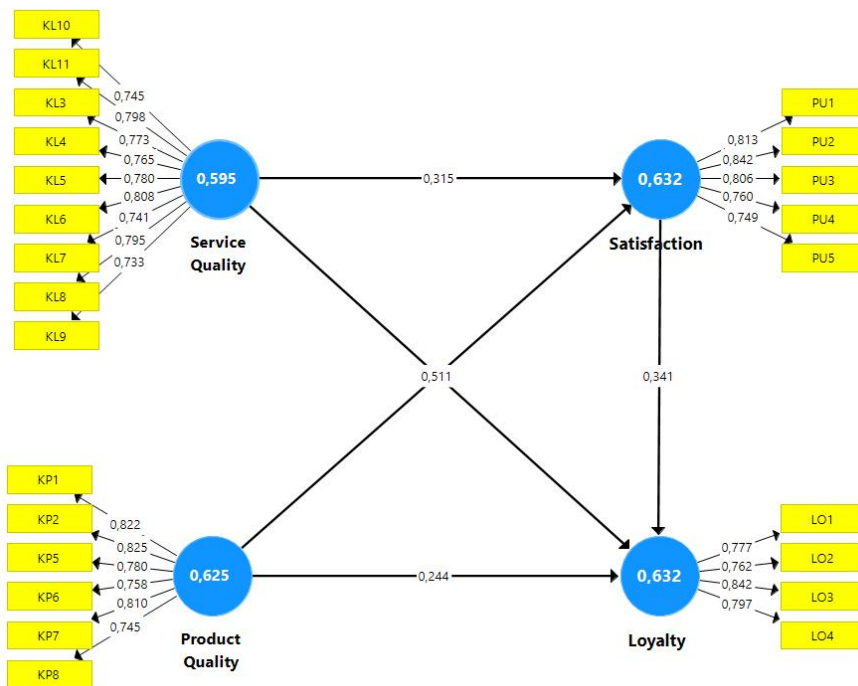 KL10
KL11
KL3
KL4
KL5
KL6
KL7
KL8
KL9
0,745
0,798
0,773
0,765
0,780
0,808
0,741
0,795
0,733
0,595
Service
Quality
0,315
0,632
Satisfaction
0,813
0,842
0,806
0,760
0,749
PU1
PU2
PU3
PU4
PU5
0,511
0,341
KP1
KP2
KP5
KP6
KP7
KP8
0,822
0,825
0,780
0,758
0,810
0,745
0,625
Product
Quality
0,244
0,632
Loyalty
0,777
0,762
0,842
0,797
LO1
LO2
LO3
LO4